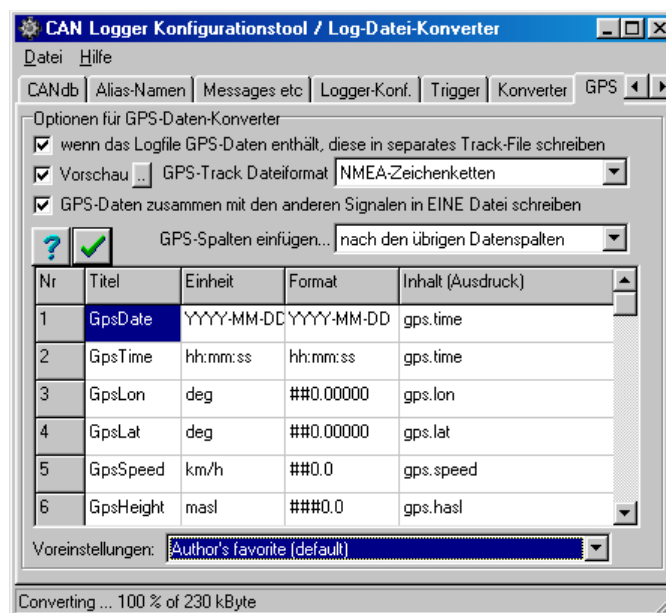 CAN Logger Konfigurationstool / Log-Datei-Konverter
Datei Hilfe
CANdb Alias-Namen Messages etc Logger-Konf. Trigger Konverter GPS
Optionen für GPS-Daten-Konverter
wenn das Logfile GPS-Daten enthält, diese in separates Track-File schreiben
Vorschau .. GPS-Track Dateiformat NMEA-Zeichenketten
GPS-Daten zusammen mit den anderen Signalen in EINE Datei schreiben
? GPS-Spalten einfügen... nach den übrigen Datenspalten
Nr Titel Einheit Format Inhalt (Ausdruck)
1 GpsDate YYYY-MM-DD YYYY-MM-DD gps.time
2 GpsTime hh:mm:ss hh:mm:ss gps.time
3 GpsLon deg ##0.00000 gps.lon
4 GpsLat deg ##0.00000 gps.lat
5 GpsSpeed km/h ##0.0 gps.speed
6 GpsHeight masl ###0.0 gps.hasl
Voreinstellungen: Author's favorite (default)
Converting ... 100 % of 230 kByte